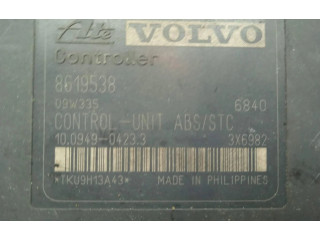 Ate VOLVO
Controller
8619538
09W335 6840
CONTROL-UNIT ABS/STC
10.0949-0423.3 3X6982
*TKU9H13A43* MADE IN PHILIPPINES